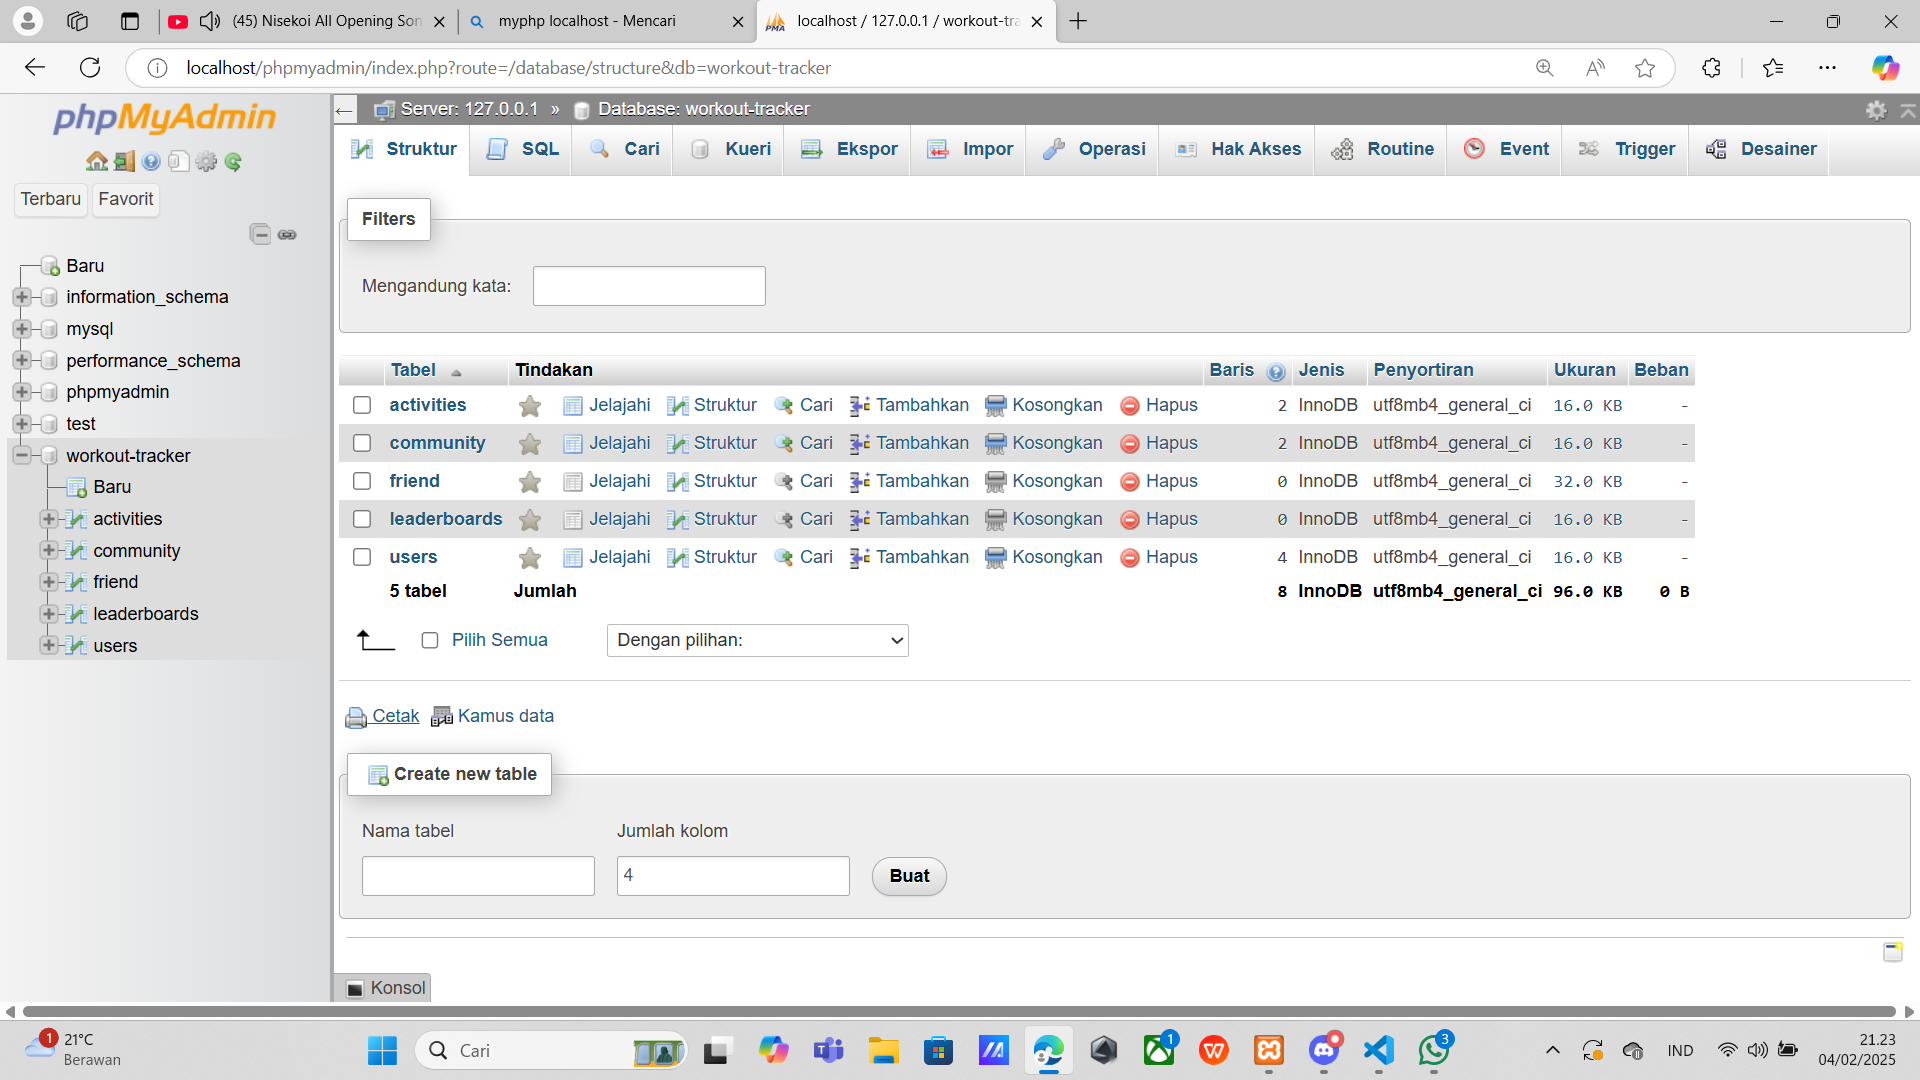 (45) Nisekoi All Opening Son
myphp localhost - Mencari
localhost / 127.0.0.1 / workout-tra
localhost/phpmyadmin/index.php?route=/database/structure&db=workout-tracker
phpMyAdmin
Terbaru Favorit
Baru
information_schema
mysql
performance_schema
phpmyadmin
test
workout-tracker
Baru
activities
community
friend
leaderboards
users
Server: 127.0.0.1 » Database: workout-tracker
Struktur SQL Cari Kueri Ekspor Impor Operasi Hak Akses Routine Event Trigger Desainer
Filters
Mengandung kata:
Tabel Tindakan Baris Jenis Penyortiran Ukuran Beban
activities Jelajahi Struktur Cari Tambahkan Kosongkan Hapus 2 InnoDB utf8mb4_general_ci 16.0 KB -
community Jelajahi Struktur Cari Tambahkan Kosongkan Hapus 2 InnoDB utf8mb4_general_ci 16.0 KB -
friend Jelajahi Struktur Cari Tambahkan Kosongkan Hapus 0 InnoDB utf8mb4_general_ci 32.0 KB -
leaderboards Jelajahi Struktur Cari Tambahkan Kosongkan Hapus 0 InnoDB utf8mb4_general_ci 16.0 KB -
users Jelajahi Struktur Cari Tambahkan Kosongkan Hapus 4 InnoDB utf8mb4_general_ci 16.0 KB -
5 tabel Jumlah 8 InnoDB utf8mb4_general_ci 96.0 KB 0 B
Pilih Semua Dengan pilihan:
Cetak Kamus data
Create new table
Nama tabel Jumlah kolom
4 Buat
Konsol
1 21°C
Berawan
Cari
1
3
IND
21.23
04/02/2025